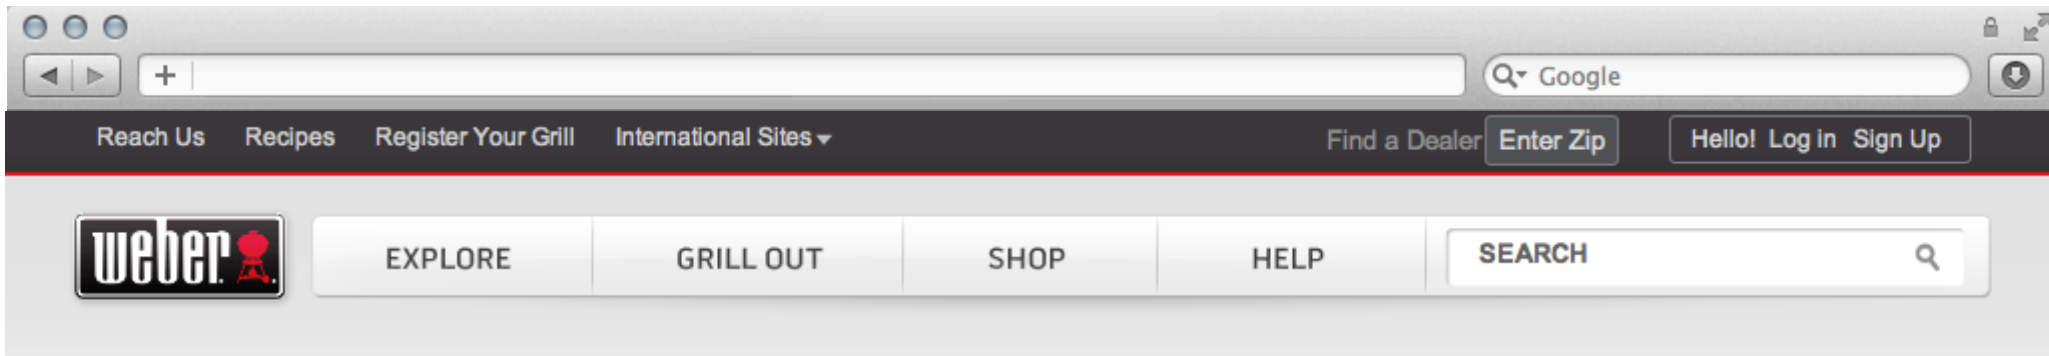 Google
Reach Us Recipes Register Your Grill International Sites Find a Dealer Enter Zip Hello! Log in Sign Up
weber. EXPLORE GRILL OUT SHOP HELP SEARCH